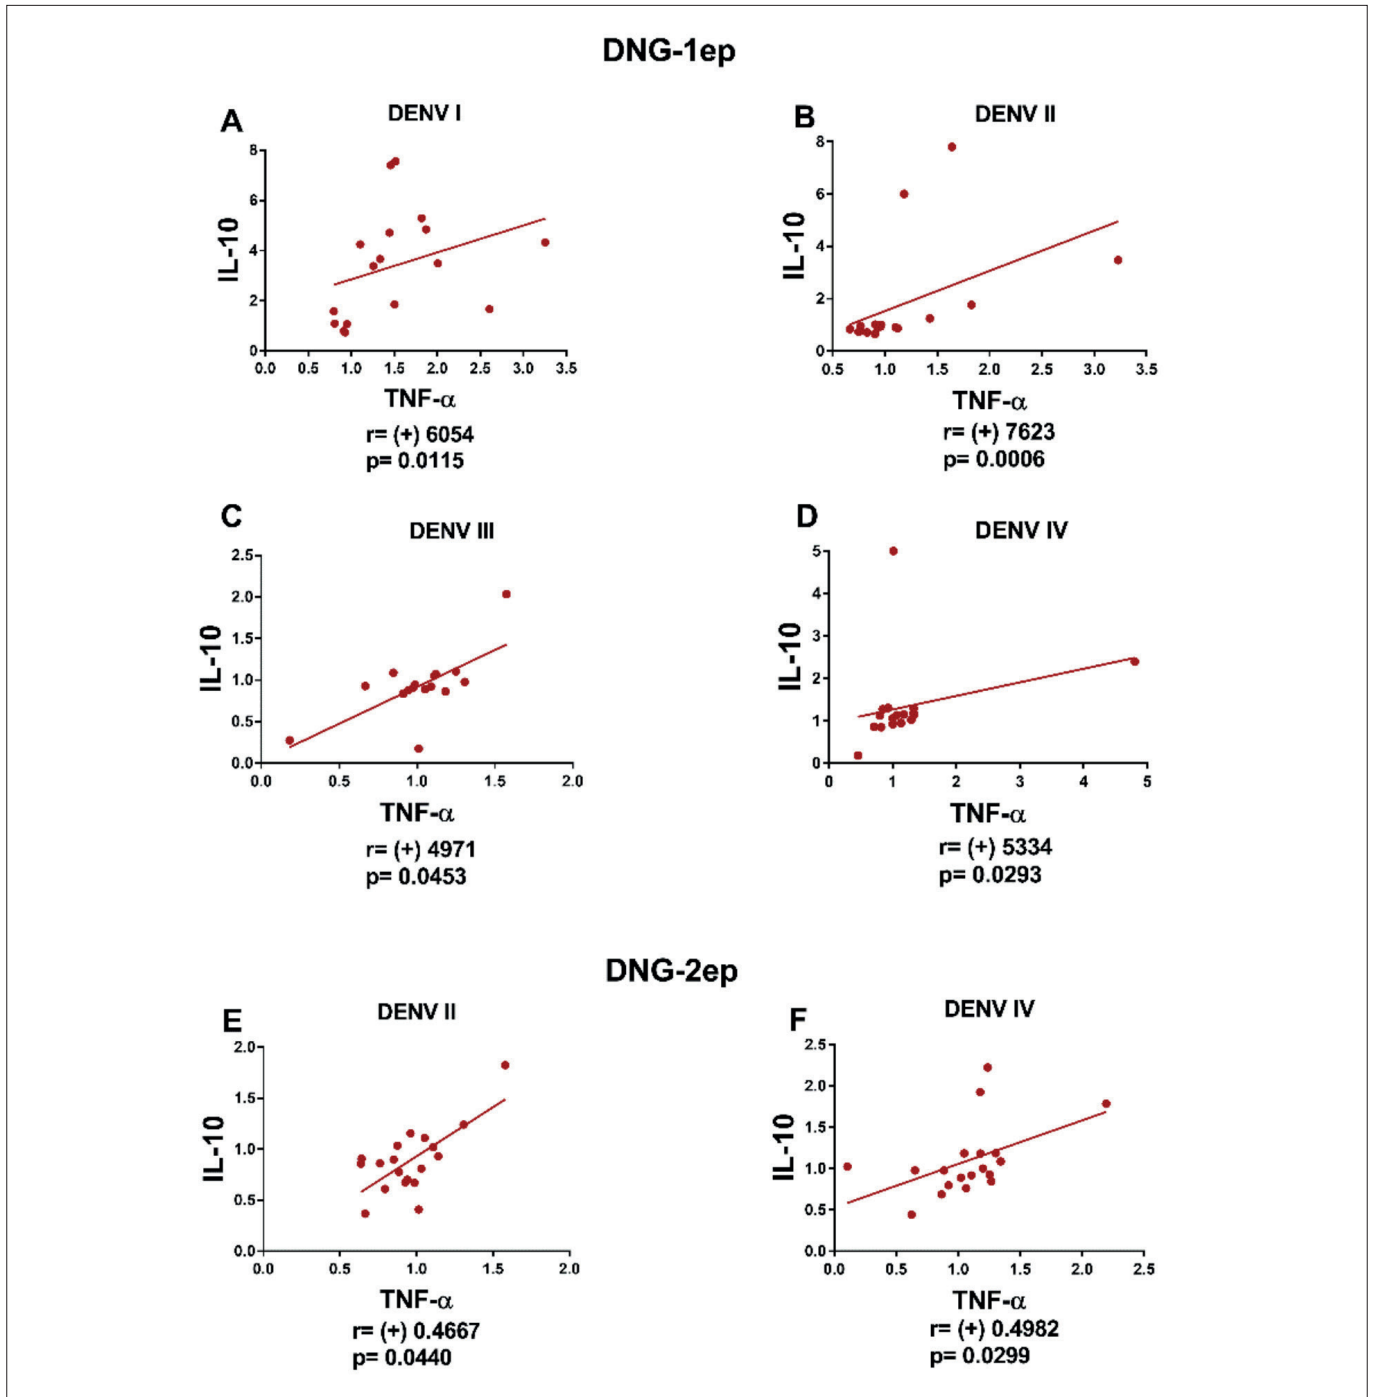 DNG-1ep
A
DENV I
8
6
4
2
0
IL-10
0.0 0.5 1.0 1.5 2.0 2.5 3.0 3.5
TNF-α
r= (+) 6054
p= 0.0115
B
DENV II
8
6
4
2
0
IL-10
0.5 1.0 1.5 2.0 2.5 3.0 3.5
TNF-α
r= (+) 7623
p= 0.0006
C
DENV III
2.5
2.0
1.5
1.0
0.5
0.0
IL-10
0.0 0.5 1.0 1.5 2.0
TNF-α
r= (+) 4971
p= 0.0453
D
DENV IV
5
4
3
2
1
0
IL-10
0 1 2 3 4 5
TNF-α
r= (+) 5334
p= 0.0293
DNG-2ep
E
DENV II
2.0
1.5
1.0
0.5
0.0
IL-10
0.0 0.5 1.0 1.5 2.0
TNF-α
r= (+) 0.4667
p= 0.0440
F
DENV IV
2.5
2.0
1.5
1.0
0.5
0.0
IL-10
0.0 0.5 1.0 1.5 2.0 2.5
TNF-α
r= (+) 0.4982
p= 0.0299